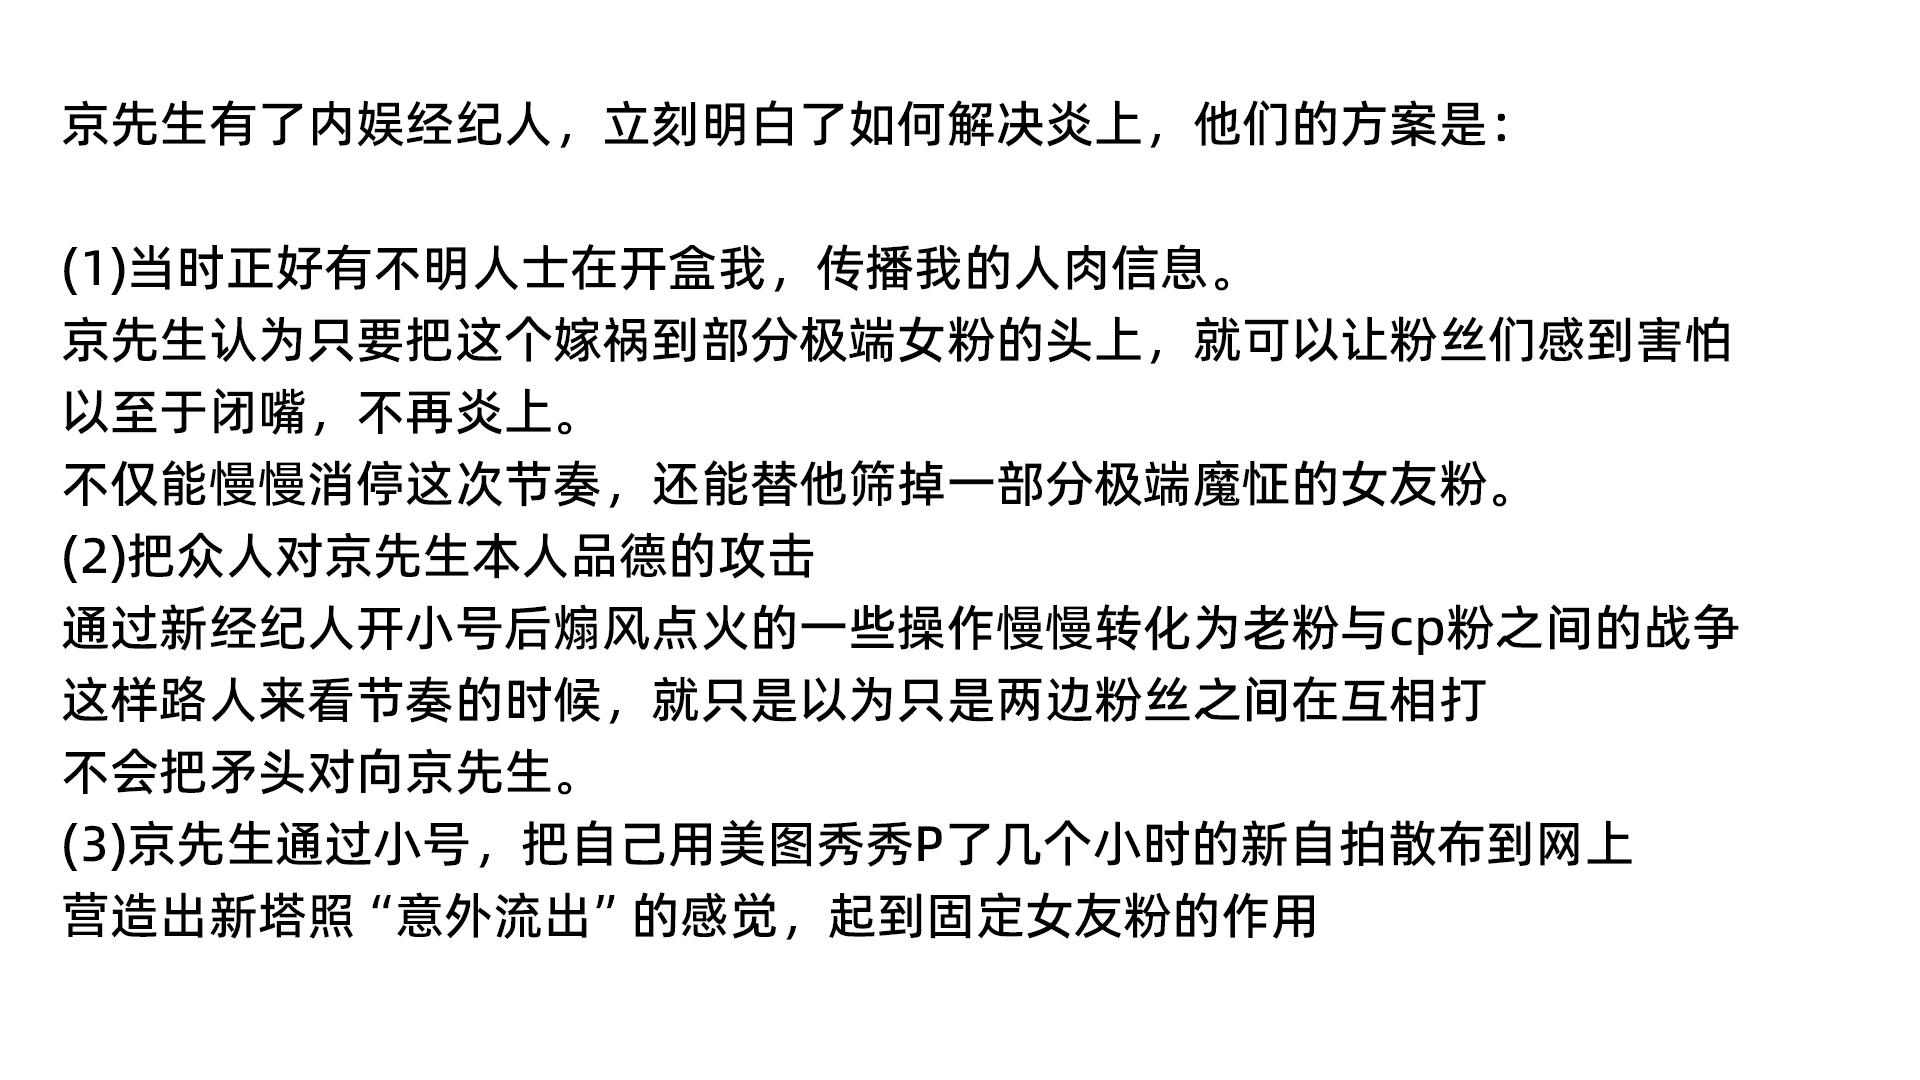 京先生有了内娱经纪人，立刻明白了如何解决炎上，他们的方案是：
(1)当时正好有不明人士在开盒我，传播我的人肉信息。
京先生认为只要把这个嫁祸到部分极端女粉的头上，就可以让粉丝们感到害怕
以至于闭嘴，不再炎上。
不仅能慢慢消停这次节奏，还能替他筛掉一部分极端魔怔的女友粉。
(2)把众人对京先生本人品德的攻击
通过新经纪人开小号后煽风点火的一些操作慢慢转化为老粉与cp粉之间的战争
这样路人来看节奏的时候，就只是以为只是两边粉丝之间在互相打
不会把矛头对向京先生。
(3)京先生通过小号，把自己用美图秀秀P了几个小时的新自拍散布到网上
营造出新塔照“意外流出”的感觉，起到固定女友粉的作用